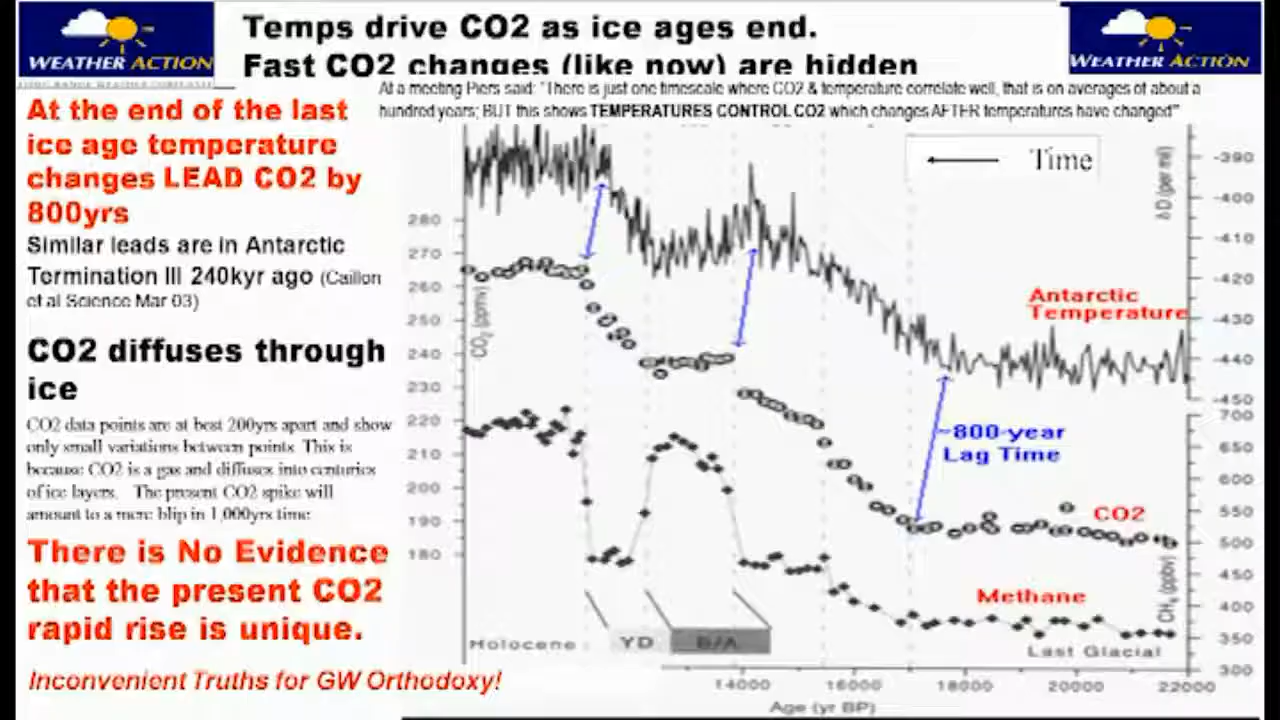 WEATHER ACTION
Temps drive CO2 as ice ages end.
Fast CO2 changes (like now) are hidden
WEATHER ACTION
At a meeting Piers said: "There is just one timescale where CO2 & temperature correlate well, that is on averages of about a
hundred years; BUT this shows TEMPERATURES CONTROL CO2 which changes AFTER temperatures have changed"
At the end of the last
ice age temperature
changes LEAD CO2 by
800yrs
Similar leads are in Antarctic
Termination III 240kyr ago (Caillon
et al Science Mar 03)
CO2 diffuses through
ice
CO2 data points are at best 200yrs apart and show
only small variations between points. This is
because CO2 is a gas and diffuses into centuries
of ice layers. The present CO2 spike will
amount to a mere blip in 1,000yrs time
There is No Evidence
that the present CO2
rapid rise is unique.
Inconvenient Truths for GW Orthodoxy!
Time
δD (per mil)
-390
-400
-410
-420
-430
-440
-450
280
270
260
250
240
230
220
210
200
190
180
CO2 (ppmv)
Antarctic
Temperature
~800-year
Lag Time
CO2
Methane
700
650
600
550
500
450
400
350
300
CH4 (ppbv)
Holocene
YD
B/A
Last Glacial
14000
16000
18000
20000
22000
Age (yr BP)